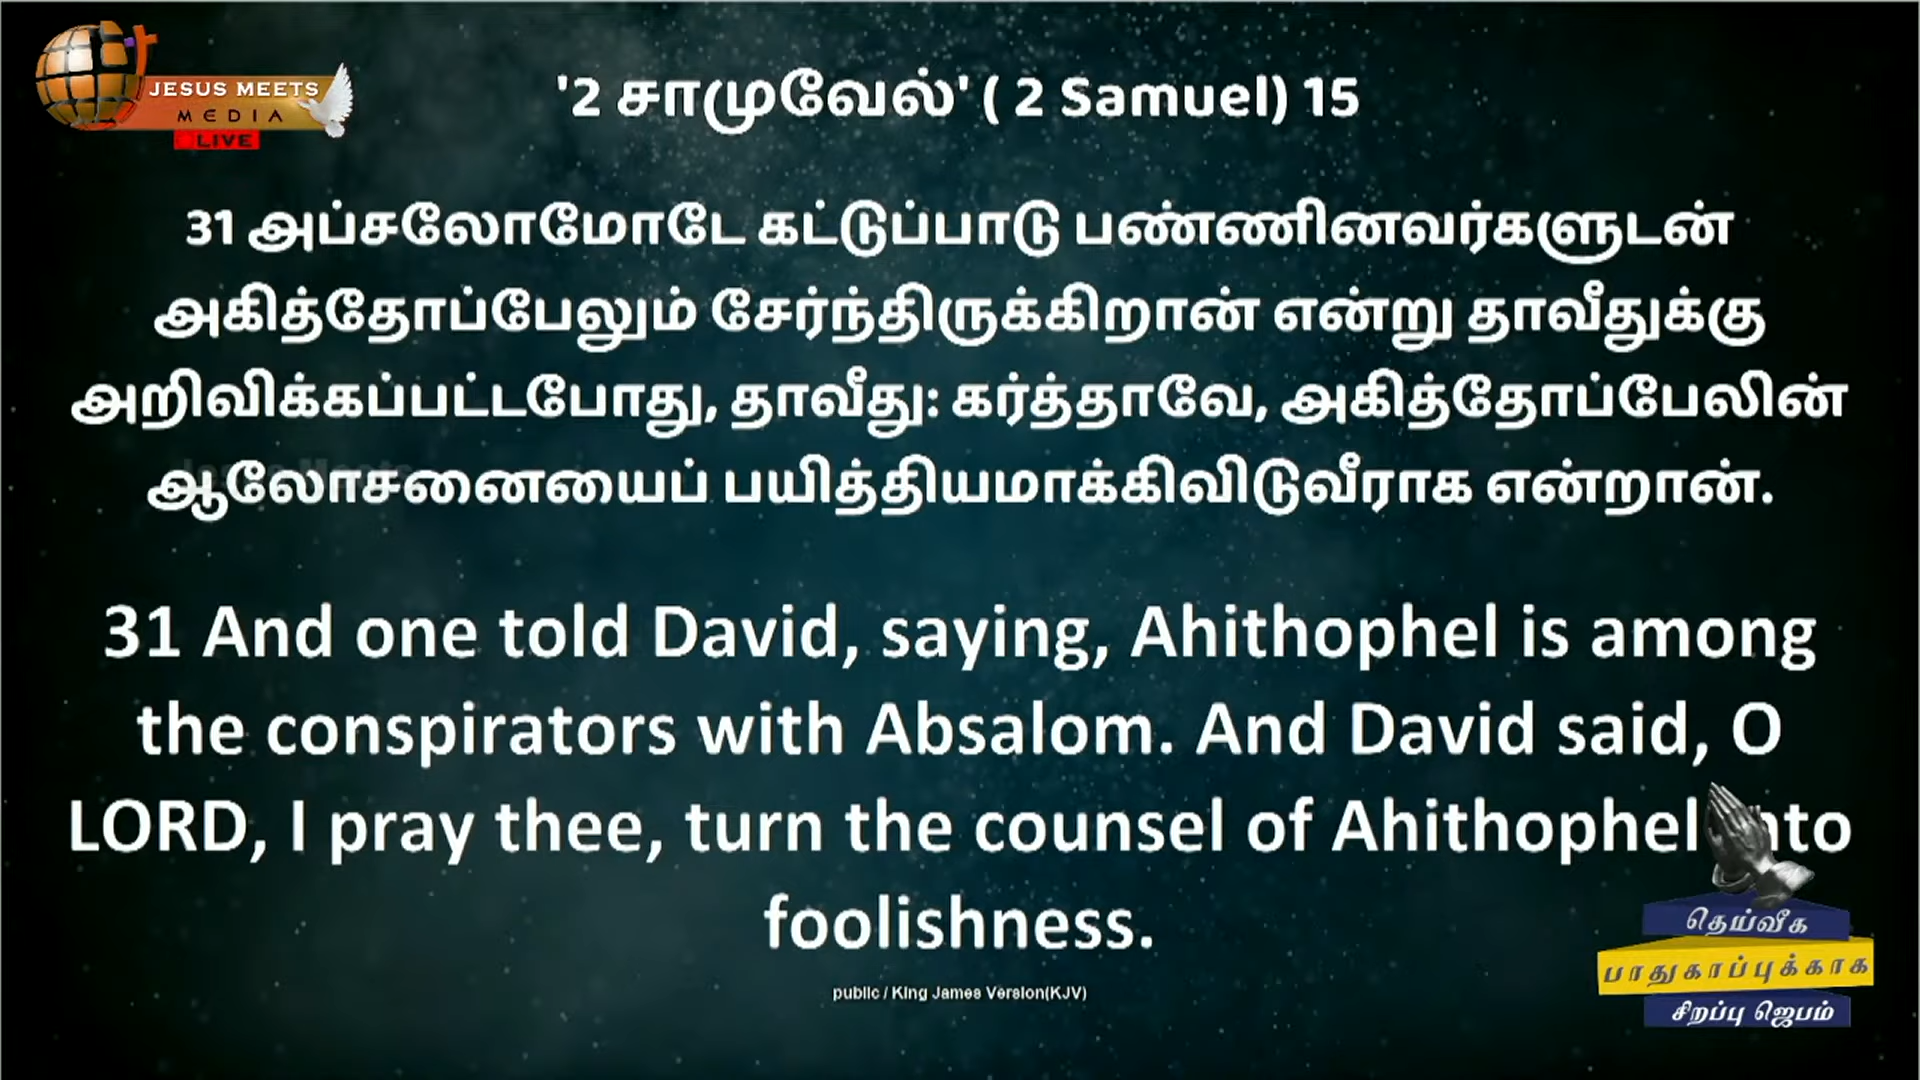 JESUS MEETS
MEDIA
LIVE
'2 சாமுவேல்' ( 2 Samuel) 15
31 அப்சலோமோடே கட்டுப்பாடு பண்ணினவர்களுடன்
அகித்தோப்பேலும் சேர்ந்திருக்கிறான் என்று தாவீதுக்கு
அறிவிக்கப்பட்டபோது, தாவீது: கர்த்தாவே, அகித்தோப்பேலின்
ஆலோசனையைப் பயித்தியமாக்கிவிடுவீராக என்றான்.
31 And one told David, saying, Ahithophel is among
the conspirators with Absalom. And David said, O
LORD, I pray thee, turn the counsel of Ahithophel
foolishness.
public / King James Version(KJV)
தெய்வீக
பாதுகாப்புக்காக
சிறப்பு ஜெபம்